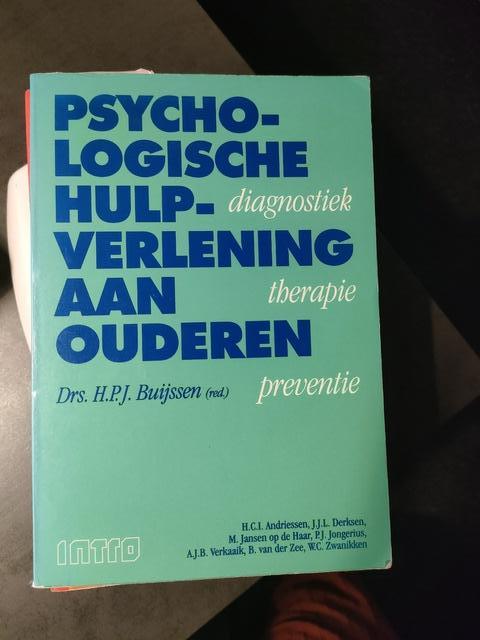 PSYCHO-
LOGISCHE
HULP-
diagnostiek
VERLENING
AAN
therapie
OUDEREN
Drs. H.P.J. Buijssen (red.)
preventie
H.C.I. Andriessen, J.J.L. Derksen,
M. Jansen op de Haar, P.J. Jongerius,
A.J.B. Verkaaik, B. van der Zee, W.C. Zwanikken
INTRO